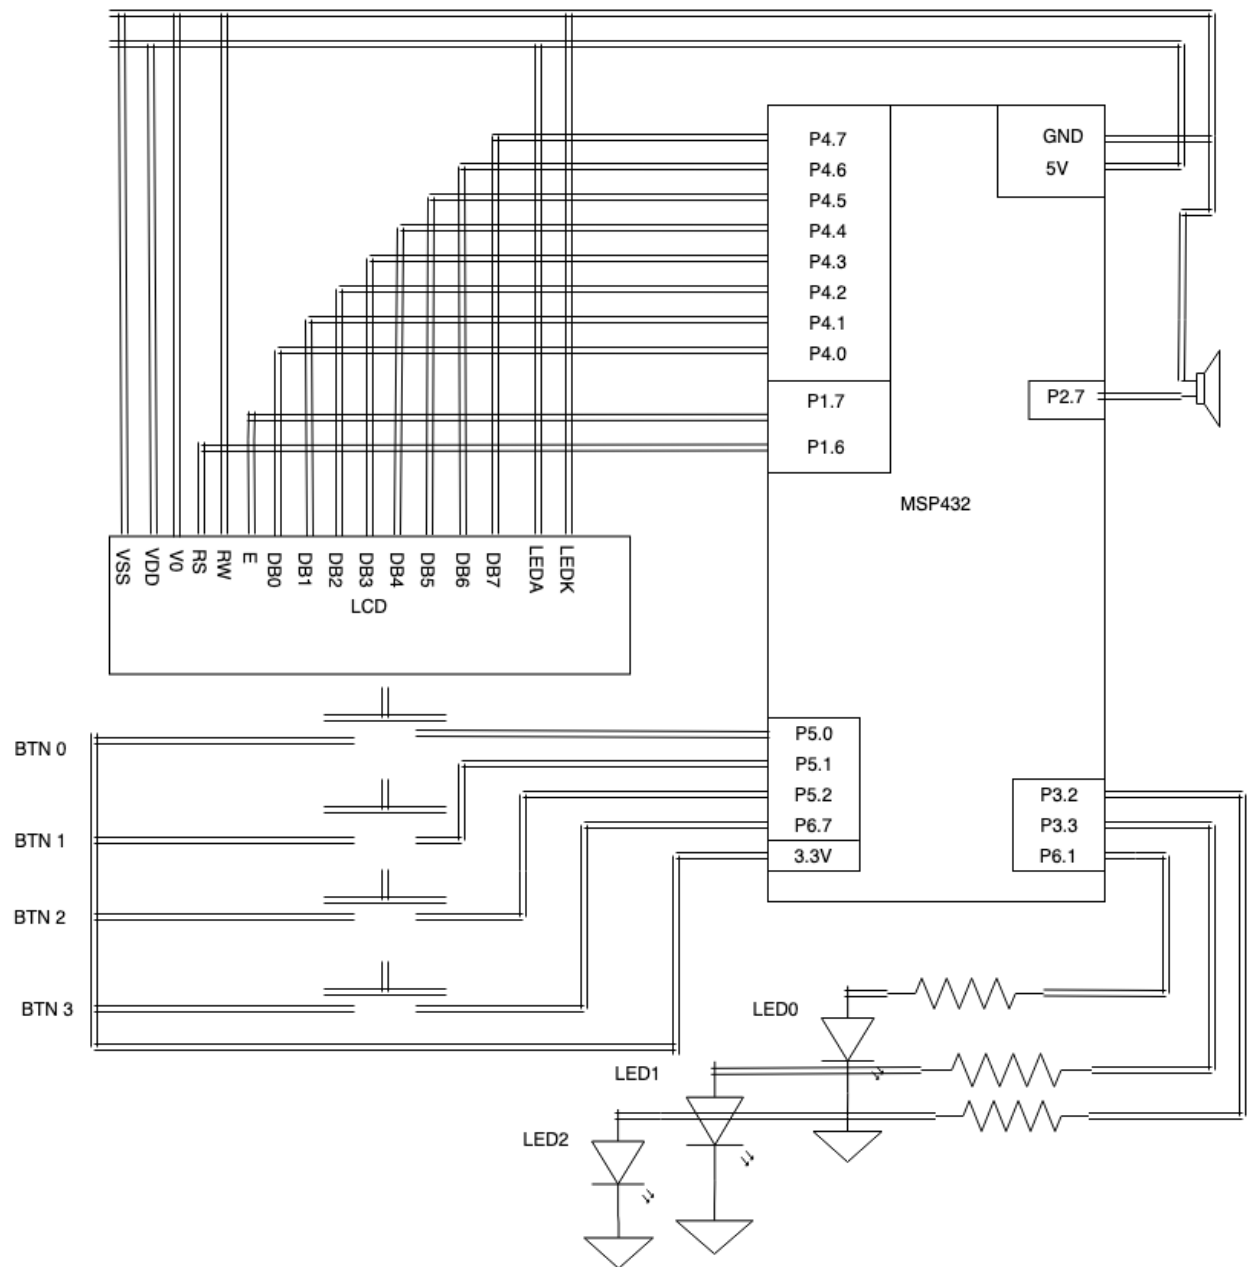 GND
5V
P4.7
P4.6
P4.5
P4.4
P4.3
P4.2
P4.1
P4.0
P1.7
P1.6
P2.7
MSP432
VSS
VDD
V0
RS
RW
E
DB0
DB1
DB2
DB3
DB4
DB5
DB6
DB7
LEDA
LEDK
LCD
BTN 0
BTN 1
BTN 2
BTN 3
P5.0
P5.1
P5.2
P6.7
3.3V
P3.2
P3.3
P6.1
LED0
LED1
LED2